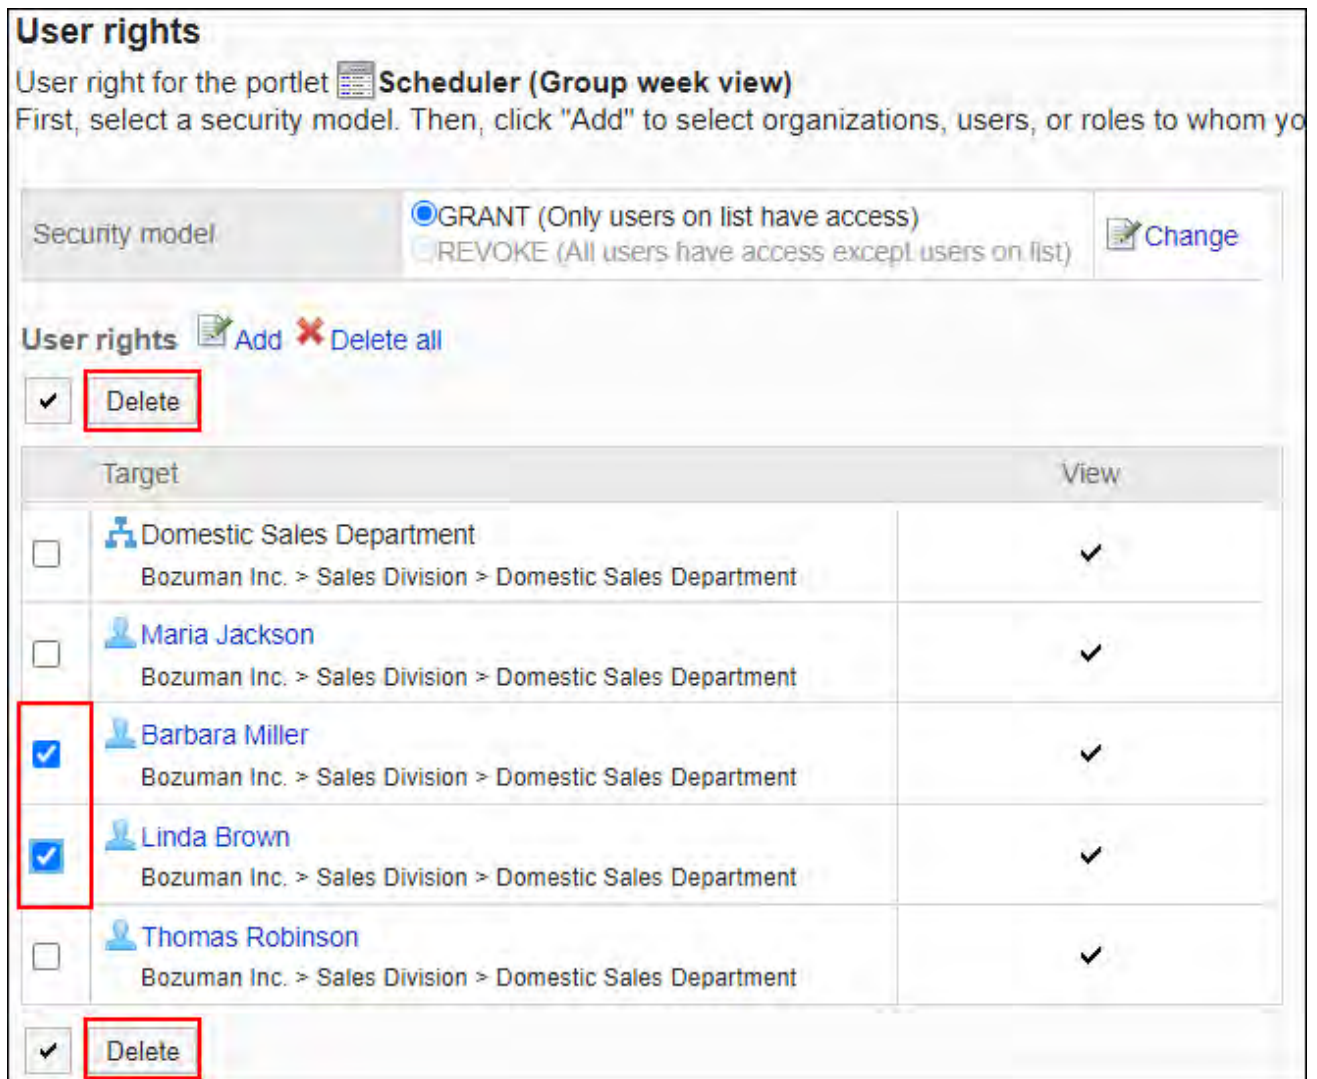 User rights
User right for the portlet Scheduler (Group week view)
First, select a security model. Then, click "Add" to select organizations, users, or roles to whom yo
Security model
GRANT (Only users on list have access)
REVOKE (All users have access except users on list)
Change
User rights Add Delete all
Delete
Target View
Domestic Sales Department
Bozuman Inc. > Sales Division > Domestic Sales Department
Maria Jackson
Bozuman Inc. > Sales Division > Domestic Sales Department
Barbara Miller
Bozuman Inc. > Sales Division > Domestic Sales Department
Linda Brown
Bozuman Inc. > Sales Division > Domestic Sales Department
Thomas Robinson
Bozuman Inc. > Sales Division > Domestic Sales Department
Delete